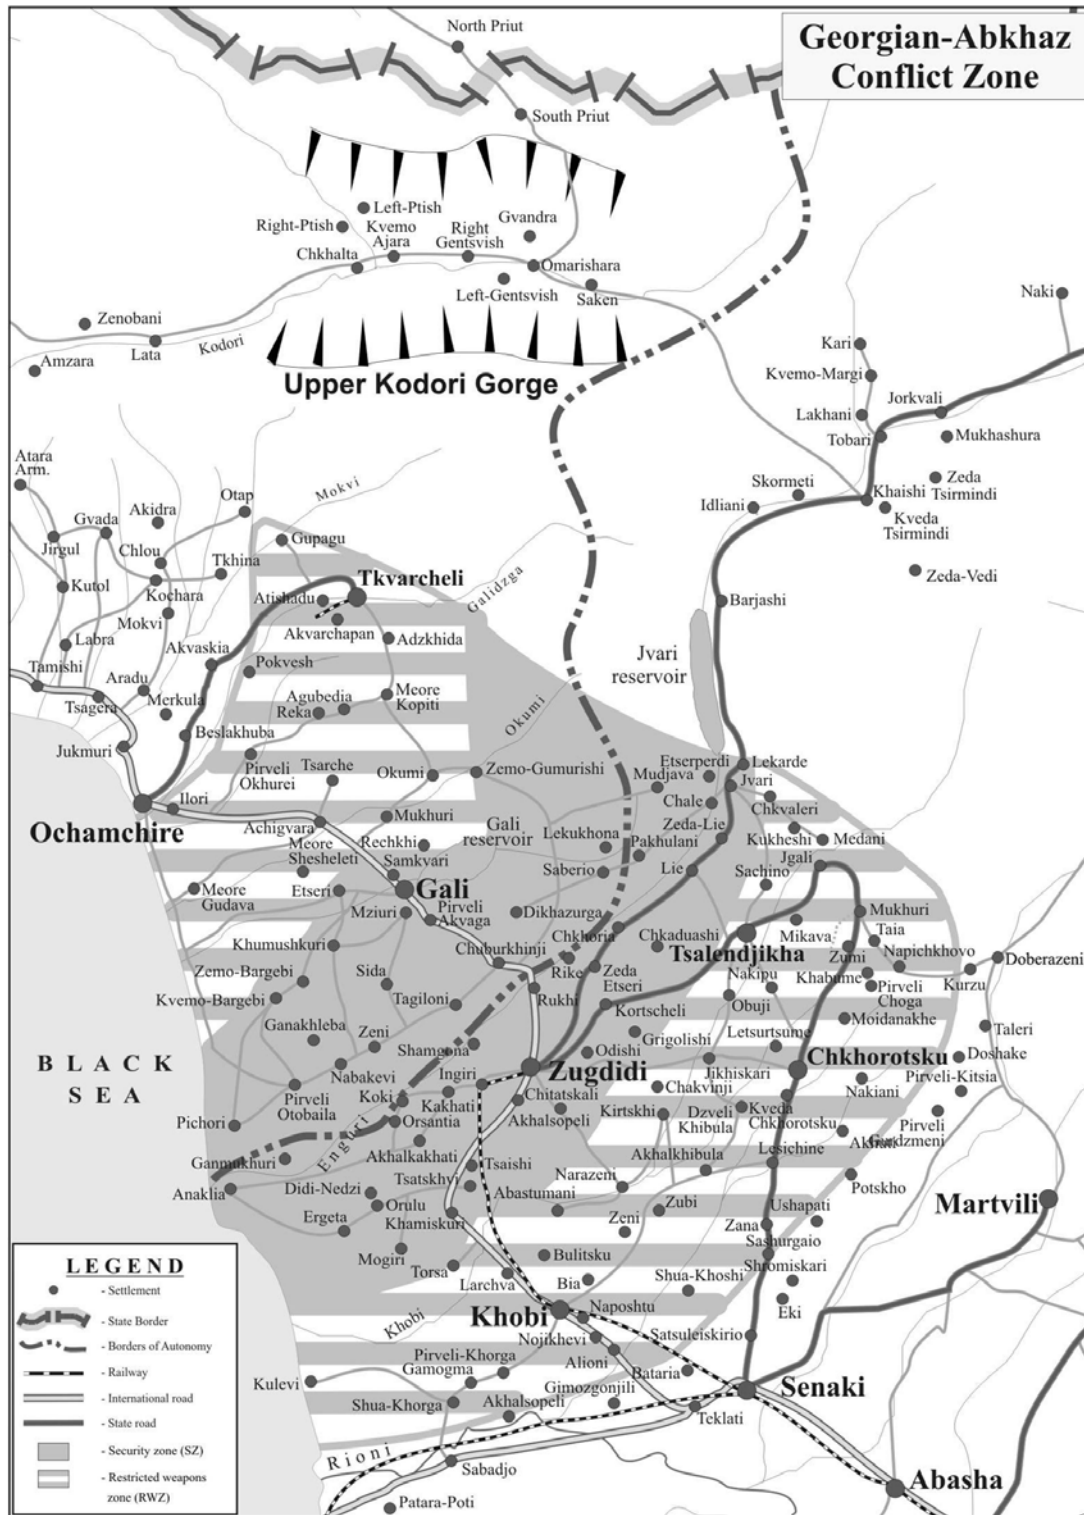 Georgian-Abkhaz
Conflict Zone
North Priut
South Priut
Left-Ptish
Right-Ptish
Kvemo
Ajara
Right
Gentsvish
Gvandra
Chkhalta
Omarishara
Left-Gentsvish
Saken
Naki
Zenobani
Lata
Kodori
Amzara
Upper Kodori Gorge
Kari
Kvemo-Margi
Lakhani
Jorkvali
Tobari
Mukhashura
Atara
Arm.
Zeda
Tsirmindi
Skormeti
Khaishi
Idliani
Kveda
Tsirmindi
Mokvi
Otap
Akidra
Gvada
Jirgul
Chlou
Gupagu
Tkhina
Kutol
Kochara
Zeda-Vedi
Tkvarcheli
Atishadu
Galidzga
Barjashi
Mokvi
Akvarchapan
Adzkhida
Labra
Akvaskia
Jvari
reservoir
Tamishi
Aradu
Pokvesh
Meore
Kopiti
Tsagera
Merkula
Agubedia
Reka
Okumi
Beslakhuba
Jukmuri
Pirveli
Okhurei
Tsarche
Okumi
Zemo-Gumurishi
Etserperdi
Mudjava
Lekarde
Jvari
Ilori
Chale
Chkvaleri
Ochamchire
Achigvara
Mukhuri
Gali
reservoir
Lekukhona
Zeda-Lie
Kukheshi
Medani
Meore
Shesheleti
Rechkhi
Samkvari
Pakhulani
Jgali
Saberio
Lie
Sachino
Meore
Gudava
Etseri
Gali
Mziuri
Pirveli
Akvaga
Dikhazurga
Mukhuri
Chkhoria
Chkaduashi
Mikava
Taia
Khumushkuri
Chuburkhinji
Tsalendjikha
Zumi
Napichkhovo
Doberazeni
Zemo-Bargebi
Sida
Rike
Zeda
Etseri
Nakipu
Khabume
Kurzu
Kvemo-Bargebi
Tagiloni
Rukhi
Kortscheli
Obuji
Pirveli
Choga
Ganakhleba
Zeni
Moidanakhe
Grigolishi
Letsurtsume
Taleri
BLACK
SEA
Shamgona
Odishi
Doshake
Nabakevi
Ingiri
Zugdidi
Jikhiskari
Chkhorotsku
Pirveli-Kitsia
Pirveli
Otobaila
Koki
Kakhati
Chitatskali
Chakvinji
Nakiani
Pichori
Orsantia
Akhalsopeli
Kirtskhi
Dzveli
Khibula
Kveda
Chkhorotsku
Pirveli
Gurdzmeni
Enguri
Akhati
Ganmukhuri
Akhalkakhati
Tsaishi
Akhalkhibula
Lesichine
Anaklia
Didi-Nedzi
Tsatskhvi
Abastumani
Narazeni
Potskho
Orulu
Zubi
Ushapati
Martvili
Ergeta
Khamiskuri
Zeni
Zana
Sashurgaio
Mogiri
Bulitsku
Shromiskari
Torsa
Larchva
Bia
Shua-Khoshi
Eki
Khobi
Khobi
Naposhtu
Nojikhevi
Satsuleiskirio
Pirveli-Khorga
Gamogma
Alioni
Bataria
Kulevi
Gimozgonjili
Senaki
Shua-Khorga
Akhalsopeli
Teklati
Rioni
Sabadjo
Abasha
Patara-Poti
LEGEND
- Settlement
- State Border
- Borders of Autonomy
- Railway
- International road
- State road
- Security zone (SZ)
- Restricted weapons
zone (RWZ)